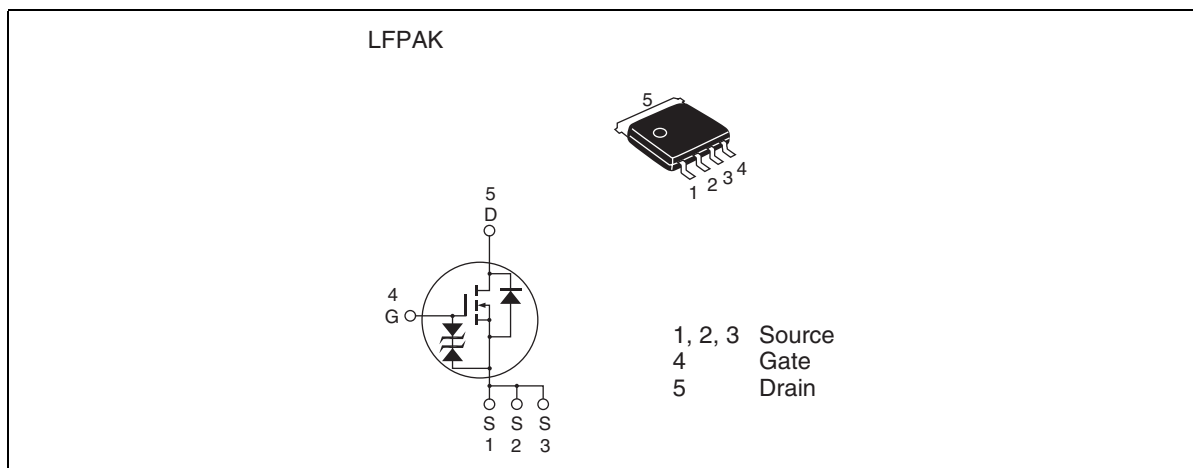 LFPAK
5
1 2 3 4
5
D
4
G
1, 2, 3 Source
4 Gate
5 Drain
S S S
1 2 3